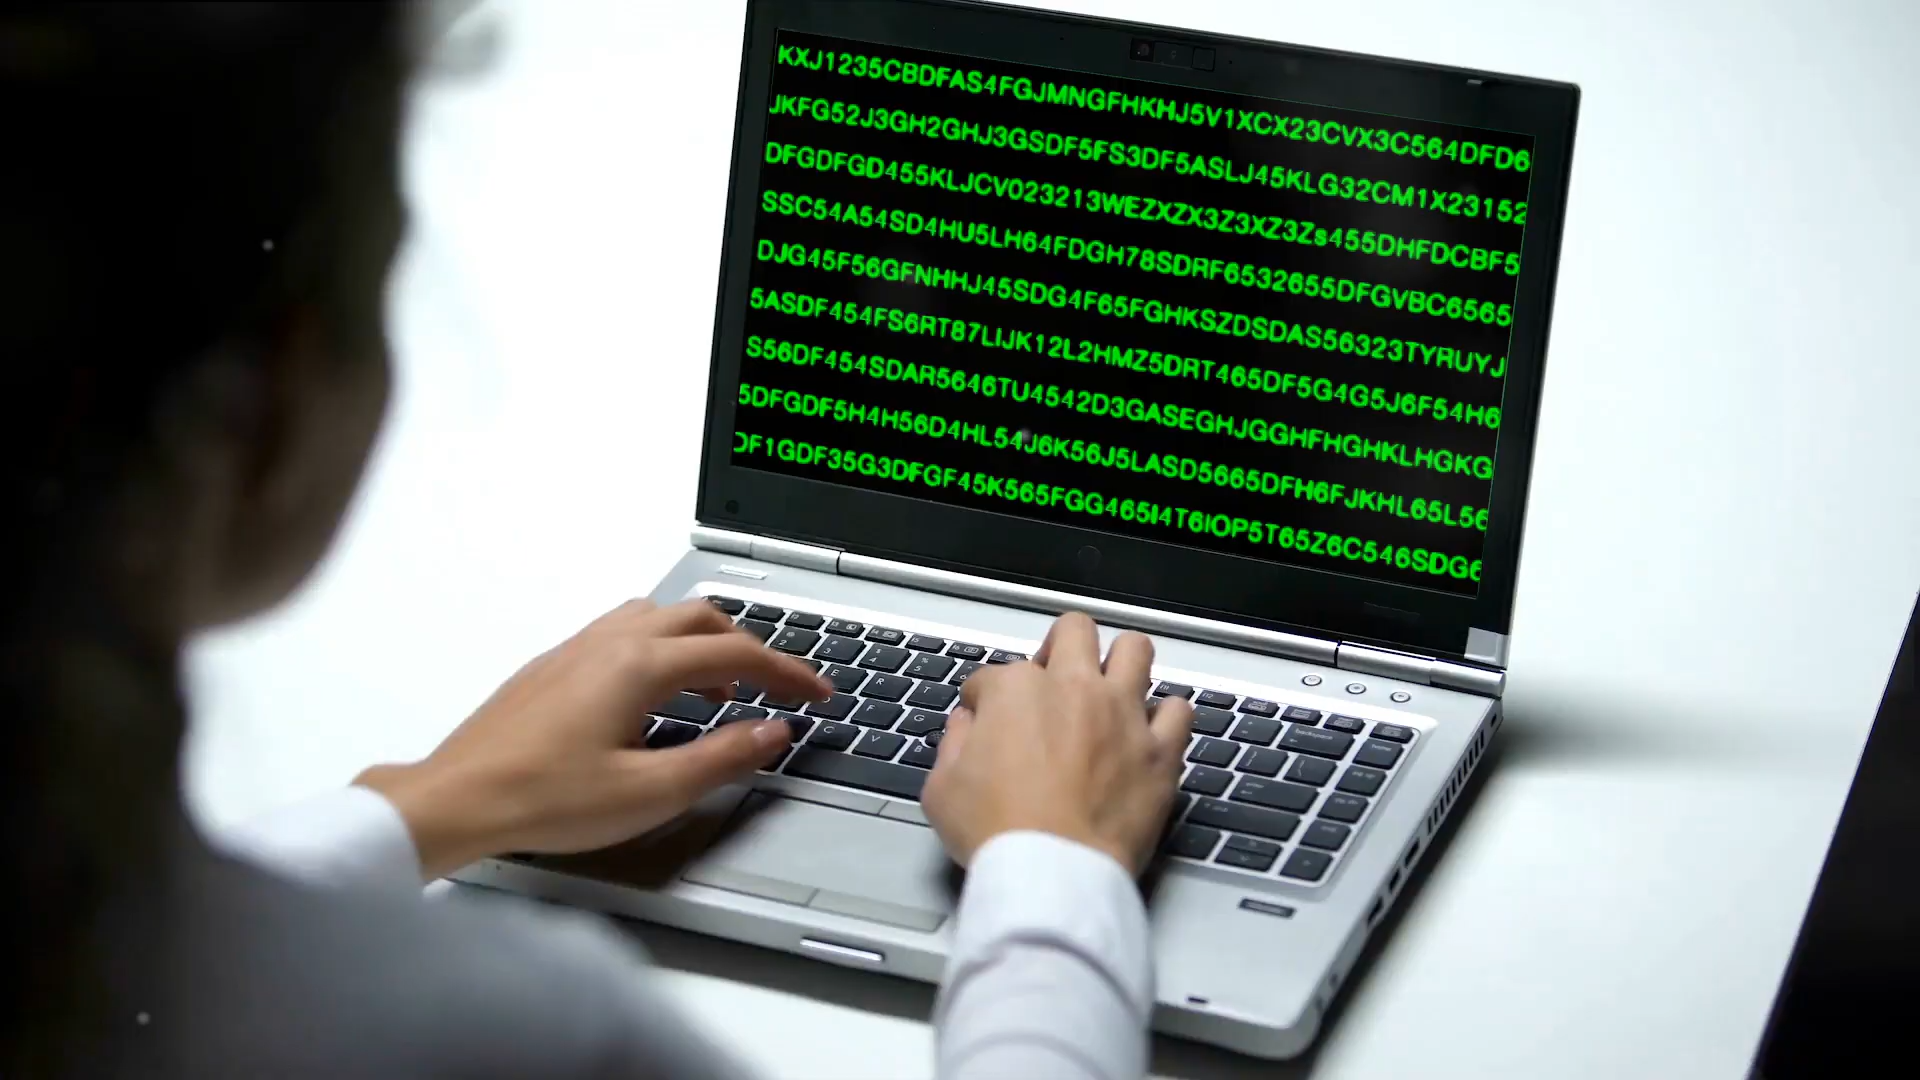 KXJ1235CBDFAS4FGJMNGFHKHJ5V1XCX23CVX3C564DFD6
JKFG52J3GH2GHJ3GSDF5FS3DF5ASLJ45KLG32CM1X23152
DFGDFGD455KLJCV023213WEZXZX3Z3XZ3Zs455DHFDCBF5
SSC54A54SD4HU5LH64FDGH78SDRF6532655DFGVBC6565
DJG45F56GFNHHJ45SDG4F65FGHKSZDSDAS56323TYRUYJ
5ASDF454FS6RT87LIJK12L2HMZ5DRT465DF5G4G5J6F54H6
S56DF454SDAR5646TU4542D3GASEGHJGGHFHGHKLHGKG
5DFGDF5H4H56D4HL54J6K56J5LASD5665DFH6FJKHL65L56
DF1GDF35G3DFGF45K565FGG465I4T6IOP5T65Z6C546SDG6